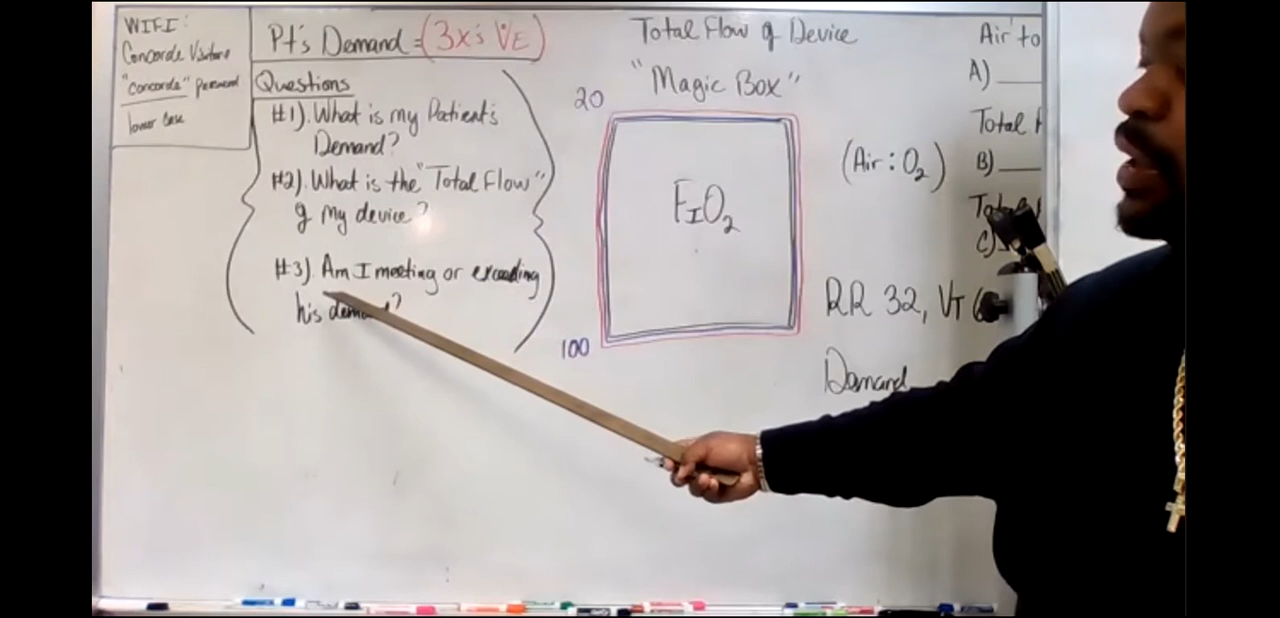 WIFI:
Concorde Visitors
"concorde" password
lower case
Pt's Demand = (3x's V̇E)
Questions
#1). What is my Patient's
Demand?
#2). What is the "Total Flow"
of my device?
#3). Am I meeting or exceeding
his demand?
Total Flow of Device
"Magic Box"
20
FIO2
100
(Air : O2)
RR 32, VT
Demand
Air to
A)
Total
B)
Total
C)